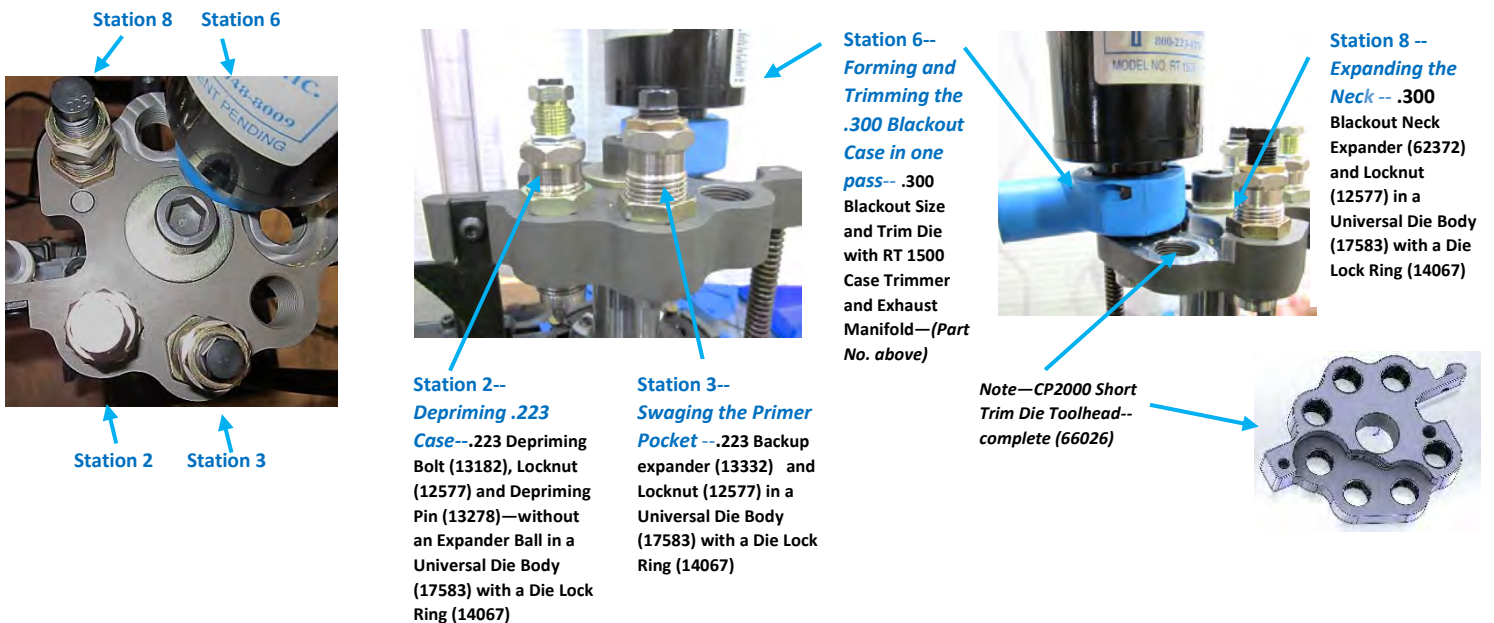 Station 8
Station 6
INC.
248-8009
ENT PENDING
Station 2
Station 3
MODEL NO. RT 1500
Station 2--
Depriming .223
Case--.223 Depriming
Bolt (13182), Locknut
(12577) and Depriming
Pin (13278)—without
an Expander Ball in a
Universal Die Body
(17583) with a Die Lock
Ring (14067)
Station 3--
Swaging the Primer
Pocket --.223 Backup
expander (13332) and
Locknut (12577) in a
Universal Die Body
(17583) with a Die Lock
Ring (14067)
Station 6--
Forming and
Trimming the
.300 Blackout
Case in one
pass-- .300
Blackout Size
and Trim Die
with RT 1500
Case Trimmer
and Exhaust
Manifold—(Part
No. above)
Station 8 --
Expanding the
Neck -- .300
Blackout Neck
Expander (62372)
and Locknut
(12577) in a
Universal Die Body
(17583) with a Die
Lock Ring (14067)
Note—CP2000 Short
Trim Die Toolhead--
complete (66026)